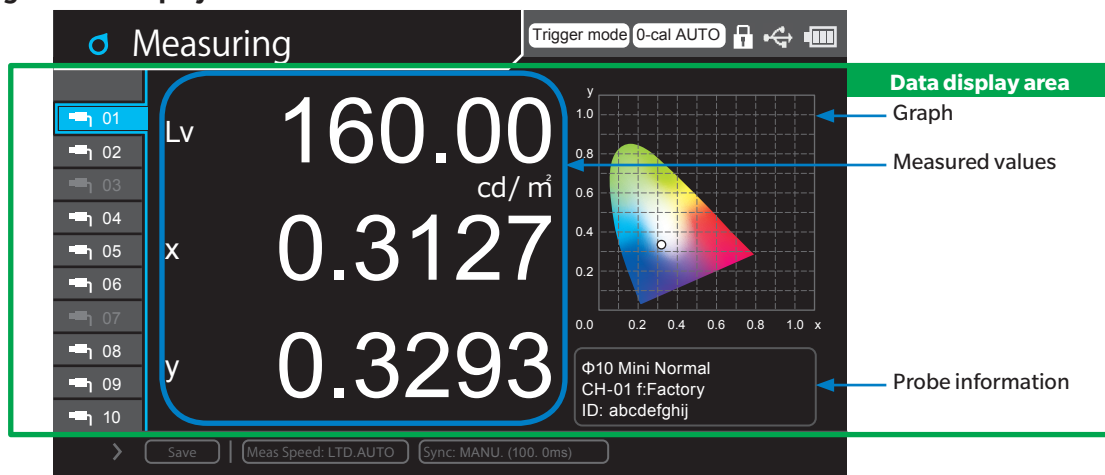 Measuring
Trigger mode 0-cal AUTO
Data display area
Graph
Measured values
Probe information
01
02
03
04
05
06
07
08
09
10
Lv 160.00
cd/㎡
x 0.3127
y 0.3293
y
1.0
0.8
0.6
0.4
0.2
0.0 0.2 0.4 0.6 0.8 1.0 x
Φ10 Mini Normal
CH-01 f:Factory
ID: abcdefghij
Save Meas Speed: LTD.AUTO Sync: MANU. (100. 0ms)